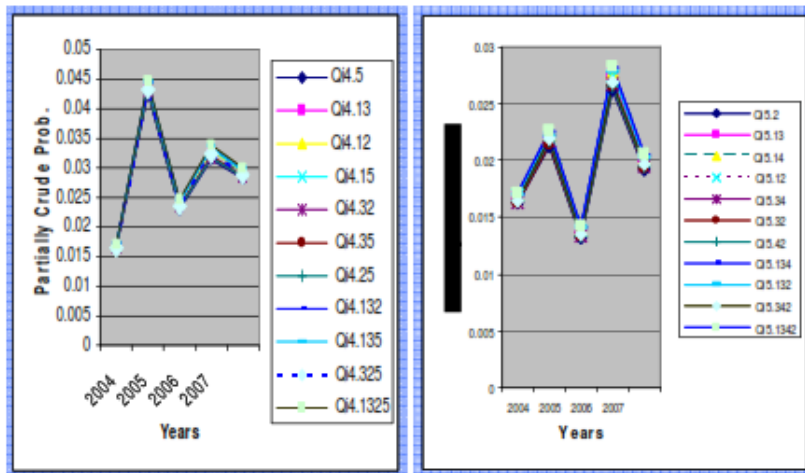 0.05
0.045
0.04
0.035
0.03
0.025
0.02
0.015
0.01
0.005
0
Partially Crude Prob.
2004
2005
2006
2007
Years
Qi4.5
Qi4.13
Qi4.12
Qi4.15
Qi4.32
Qi4.35
Qi4.25
Qi4.132
Qi4.135
Qi4.325
Qi4.1325
0.03
0.025
0.02
0.015
0.01
0.005
0
2004 2005 2006 2007
Years
Qi5.2
Qi5.13
Qi5.14
Qi5.12
Qi5.34
Qi5.32
Qi5.42
Qi5.134
Qi5.132
Qi5.342
Qi5.1342